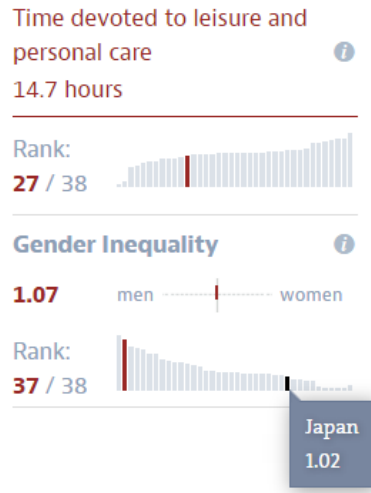 Time devoted to leisure and
personal care
14.7 hours
Rank:
27 / 38
Gender Inequality
1.07 men women
Rank:
37 / 38
Japan
1.02